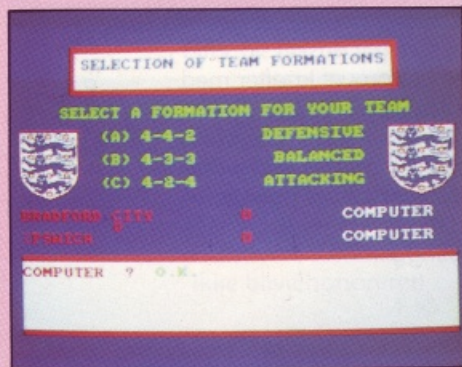 SELECTION OF TEAM FORMATIONS
SELECT A FORMATION FOR YOUR TEAM
(A) 4-4-2 DEFENSIVE
(B) 4-3-3 BALANCED
(C) 4-2-4 ATTACKING
BRADFORD CITY COMPUTER
IPSWICH COMPUTER
COMPUTER ? O.K.